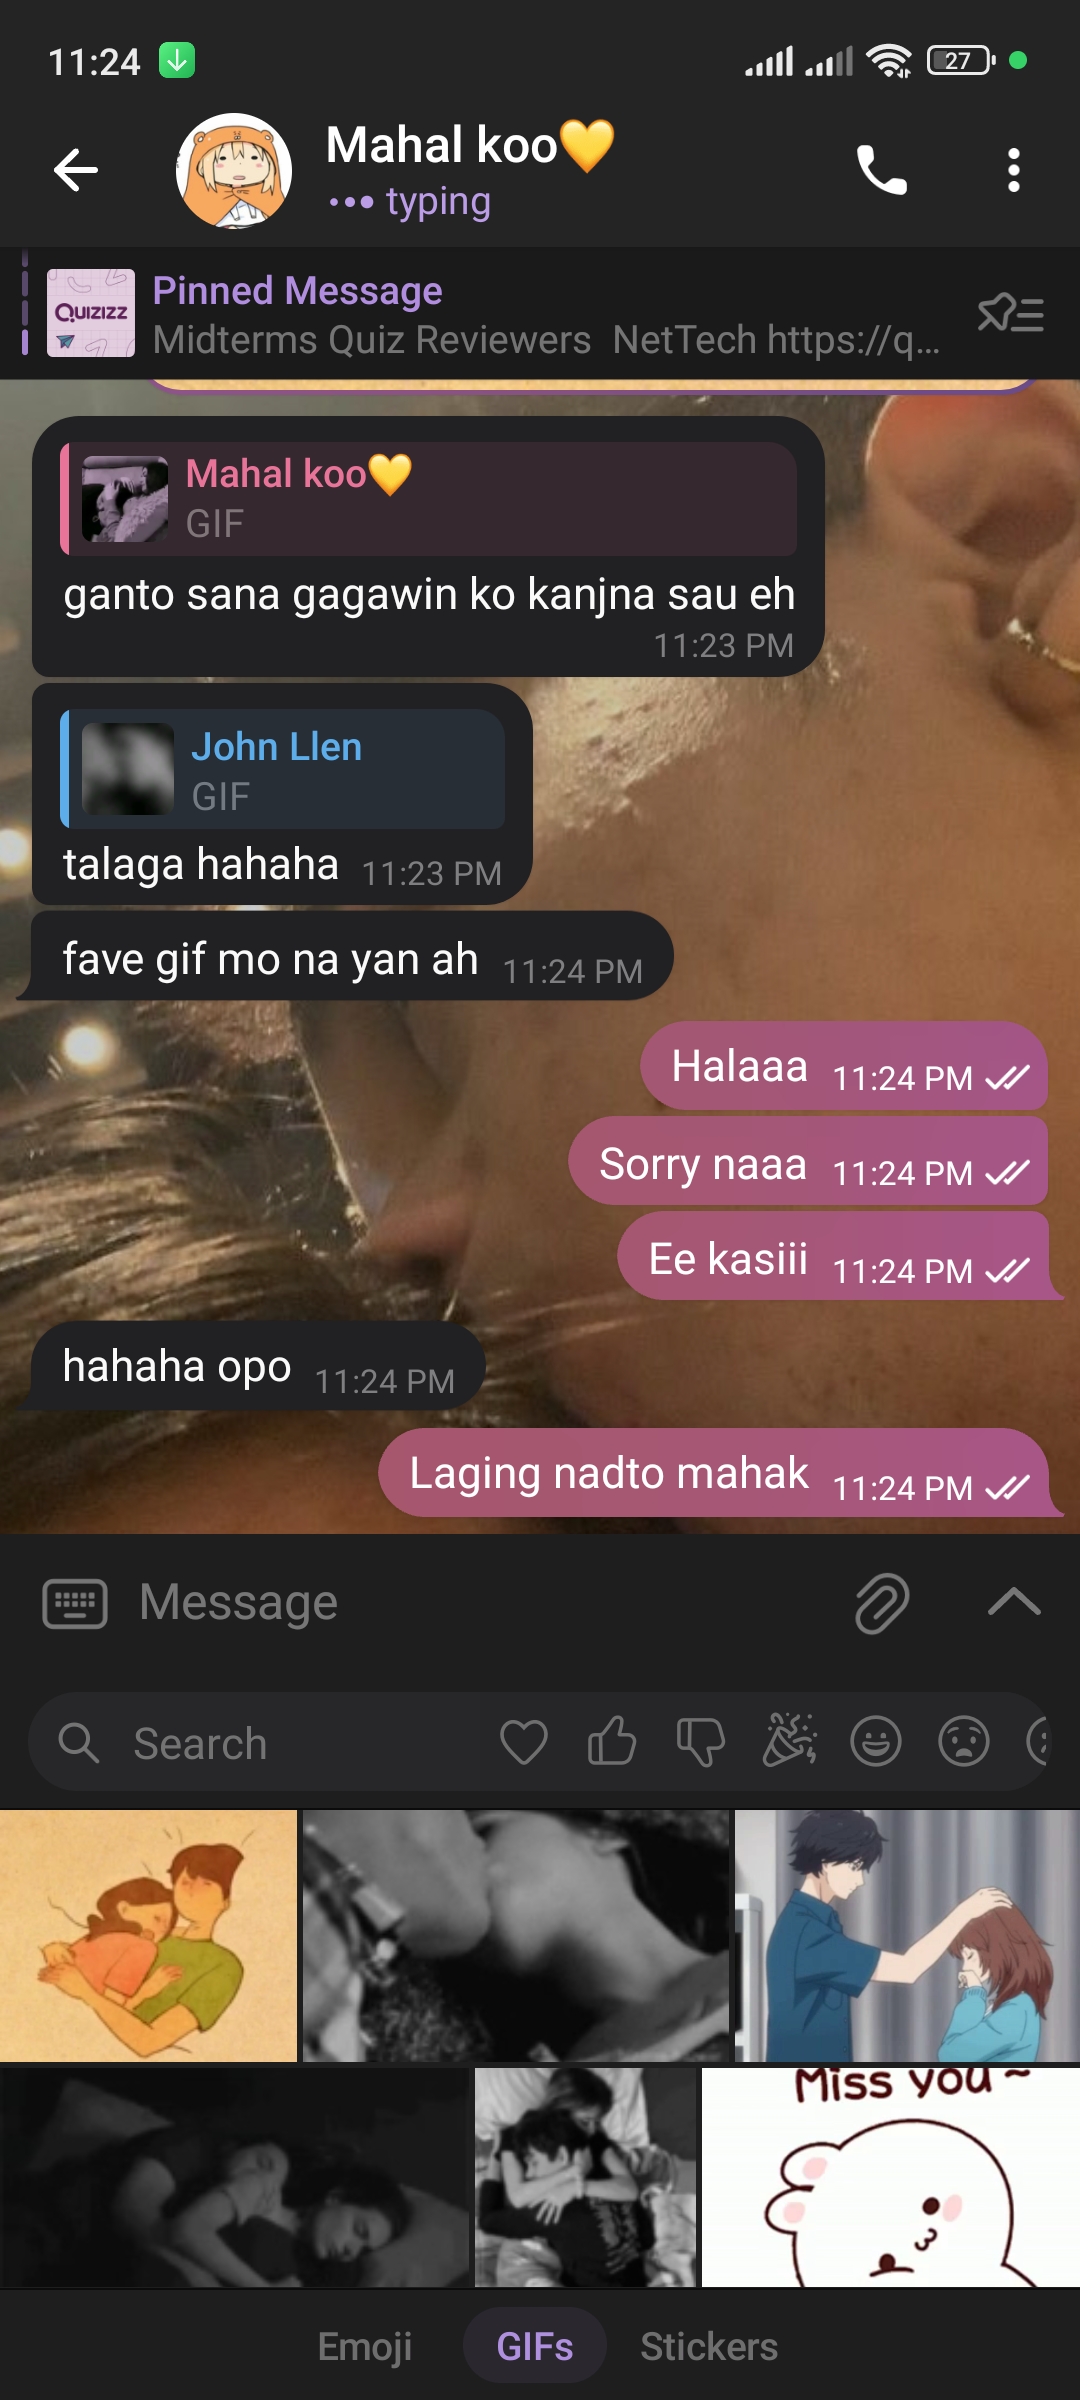 11:24
27
Mahal koo💛
••• typing
QUIZIZZ
Pinned Message
Midterms Quiz Reviewers  NetTech https://q...
Mahal koo💛
GIF
ganto sana gagawin ko kanjna sau eh
11:23 PM
John Llen
GIF
talaga hahaha 11:23 PM
fave gif mo na yan ah 11:24 PM
Halaaa 11:24 PM
Sorry naaa 11:24 PM
Ee kasiii 11:24 PM
hahaha opo 11:24 PM
Laging nadto mahak 11:24 PM
Message
Search
Miss you~
Emoji GIFs Stickers